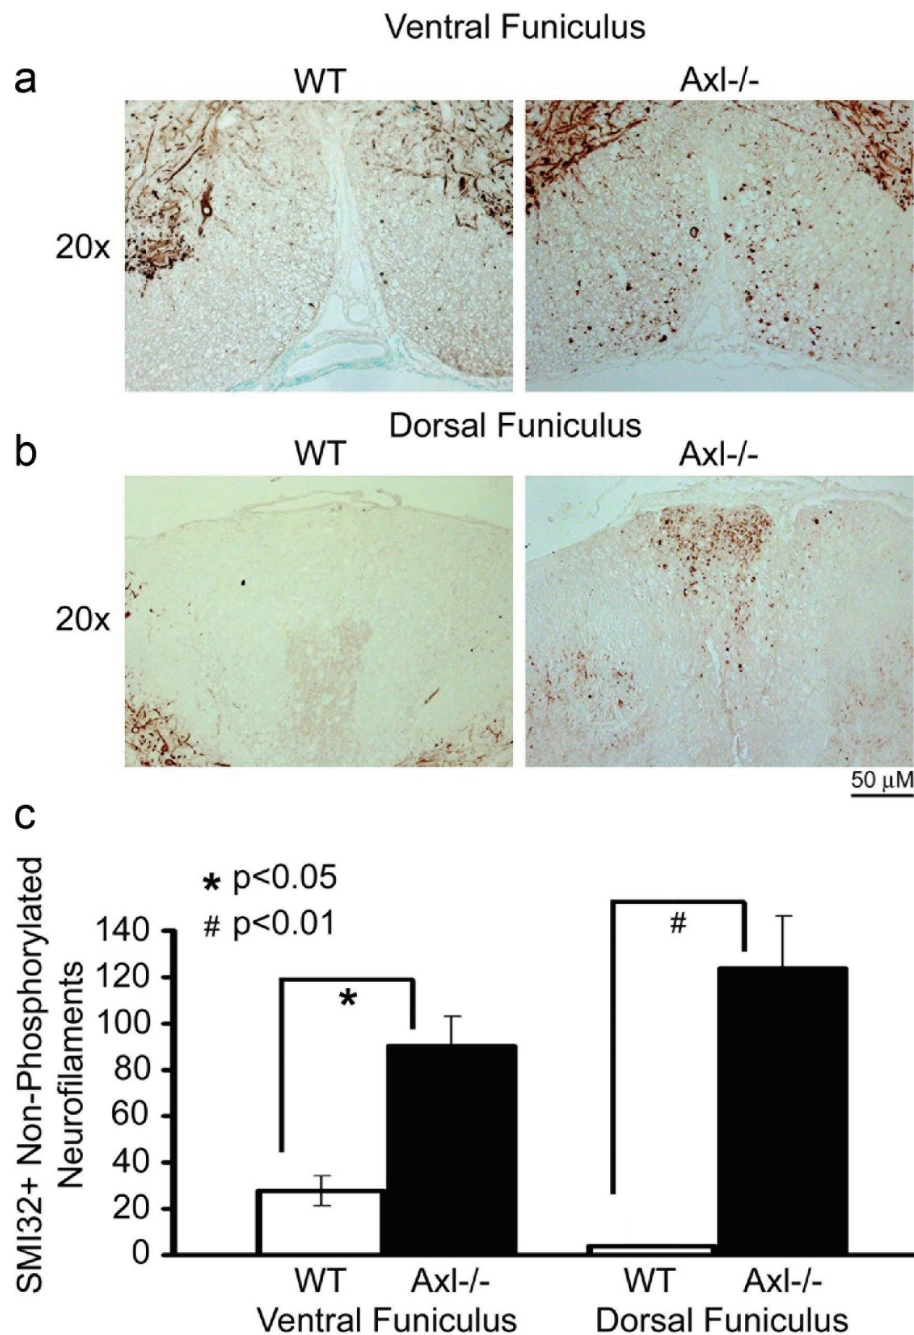 Ventral Funiculus
a
WT
Axl-/-
20x
Dorsal Funiculus
b
WT
Axl-/-
20x
50 μM
c
* p<0.05
# p<0.01
SMI32+ Non-Phosphorylated
Neurofilaments
140
120
100
80
60
40
20
0
*
#
WT
Axl-/-
WT
Axl-/-
Ventral Funiculus
Dorsal Funiculus